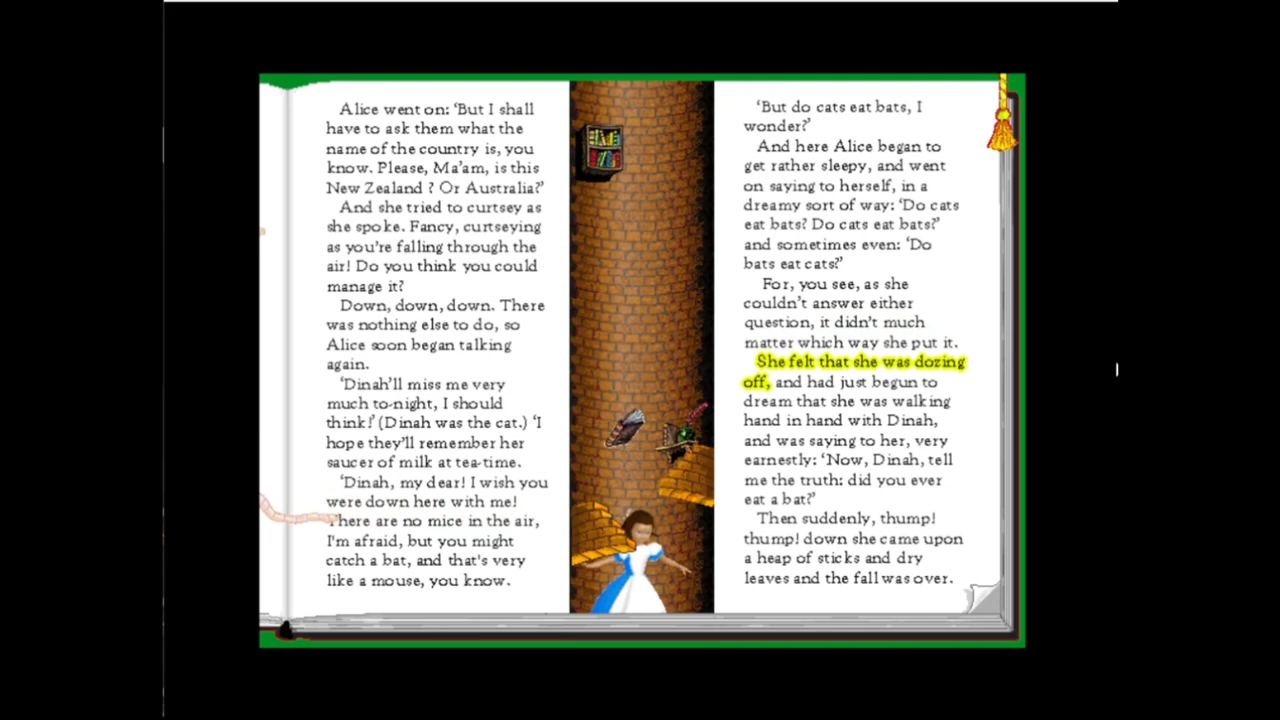 Alice went on: ‘But I shall
have to ask them what the
name of the country is, you
know. Please, Ma’am, is this
New Zealand ? Or Australia?’
And she tried to curtsey as
she spoke. Fancy, curtseying
as you’re falling through the
air! Do you think you could
manage it?
Down, down, down. There
was nothing else to do, so
Alice soon began talking
again.
‘Dinah’ll miss me very
much to-night, I should
think!’ (Dinah was the cat.) ‘I
hope they’ll remember her
saucer of milk at tea-time.
‘Dinah, my dear! I wish you
were down here with me!
There are no mice in the air,
I'm afraid, but you might
catch a bat, and that's very
like a mouse, you know.
‘But do cats eat bats, I
wonder?’
And here Alice began to
get rather sleepy, and went
on saying to herself, in a
dreamy sort of way: ‘Do cats
eat bats? Do cats eat bats?’
and sometimes even: ‘Do
bats eat cats?’
For, you see, as she
couldn’t answer either
question, it didn’t much
matter which way she put it.
She felt that she was dozing
off, and had just begun to
dream that she was walking
hand in hand with Dinah,
and was saying to her, very
earnestly: ‘Now, Dinah, tell
me the truth: did you ever
eat a bat?’
Then suddenly, thump!
thump! down she came upon
a heap of sticks and dry
leaves and the fall was over.